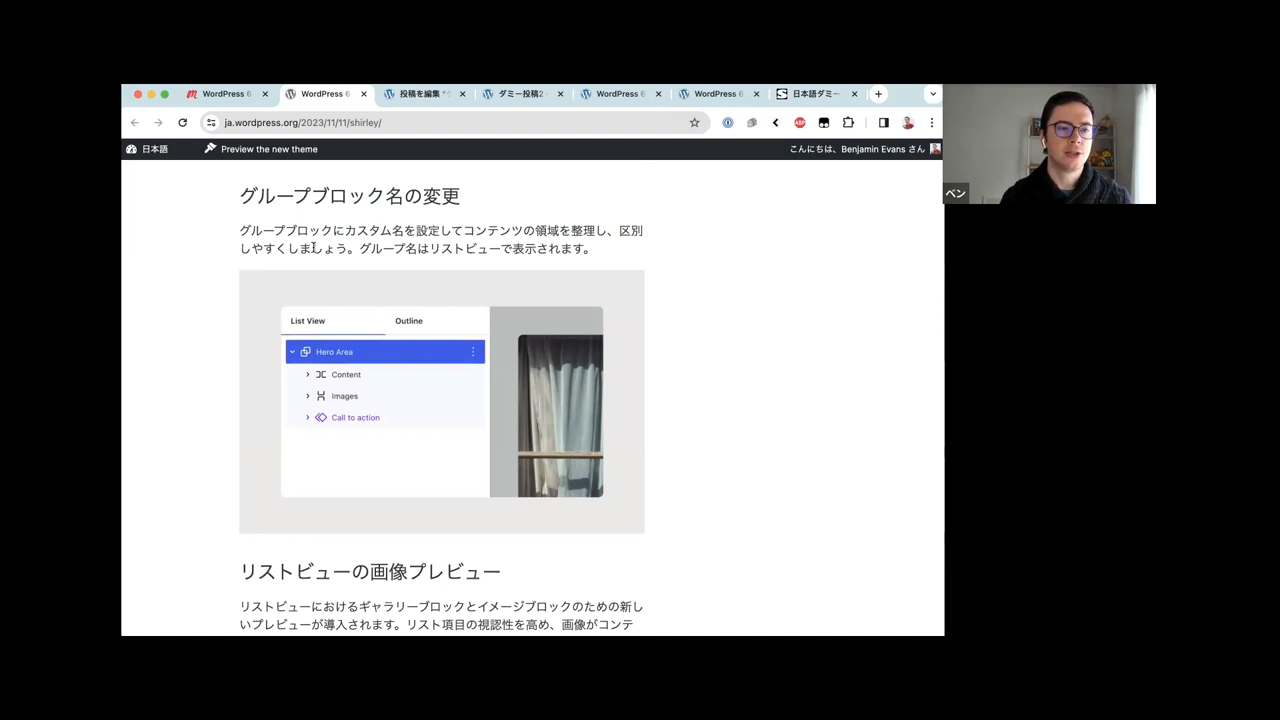 WordPress 6
WordPress 6
投稿を編集 "
ダミー投稿2
WordPress 6
WordPress 6
日本語ダミー
ja.wordpress.org/2023/11/11/shirley/
ABP
日本語
Preview the new theme
こんにちは、Benjamin Evans さん
ベン
グループブロック名の変更
グループブロックにカスタム名を設定してコンテンツの領域を整理し、区別
しやすくしましょう。グループ名はリストビューで表示されます。
List View
Outline
Hero Area
Content
Images
Call to action
リストビューの画像プレビュー
リストビューにおけるギャラリーブロックとイメージブロックのための新し
いプレビューが導入されます。リスト項目の視認性を高め、画像がコンテ